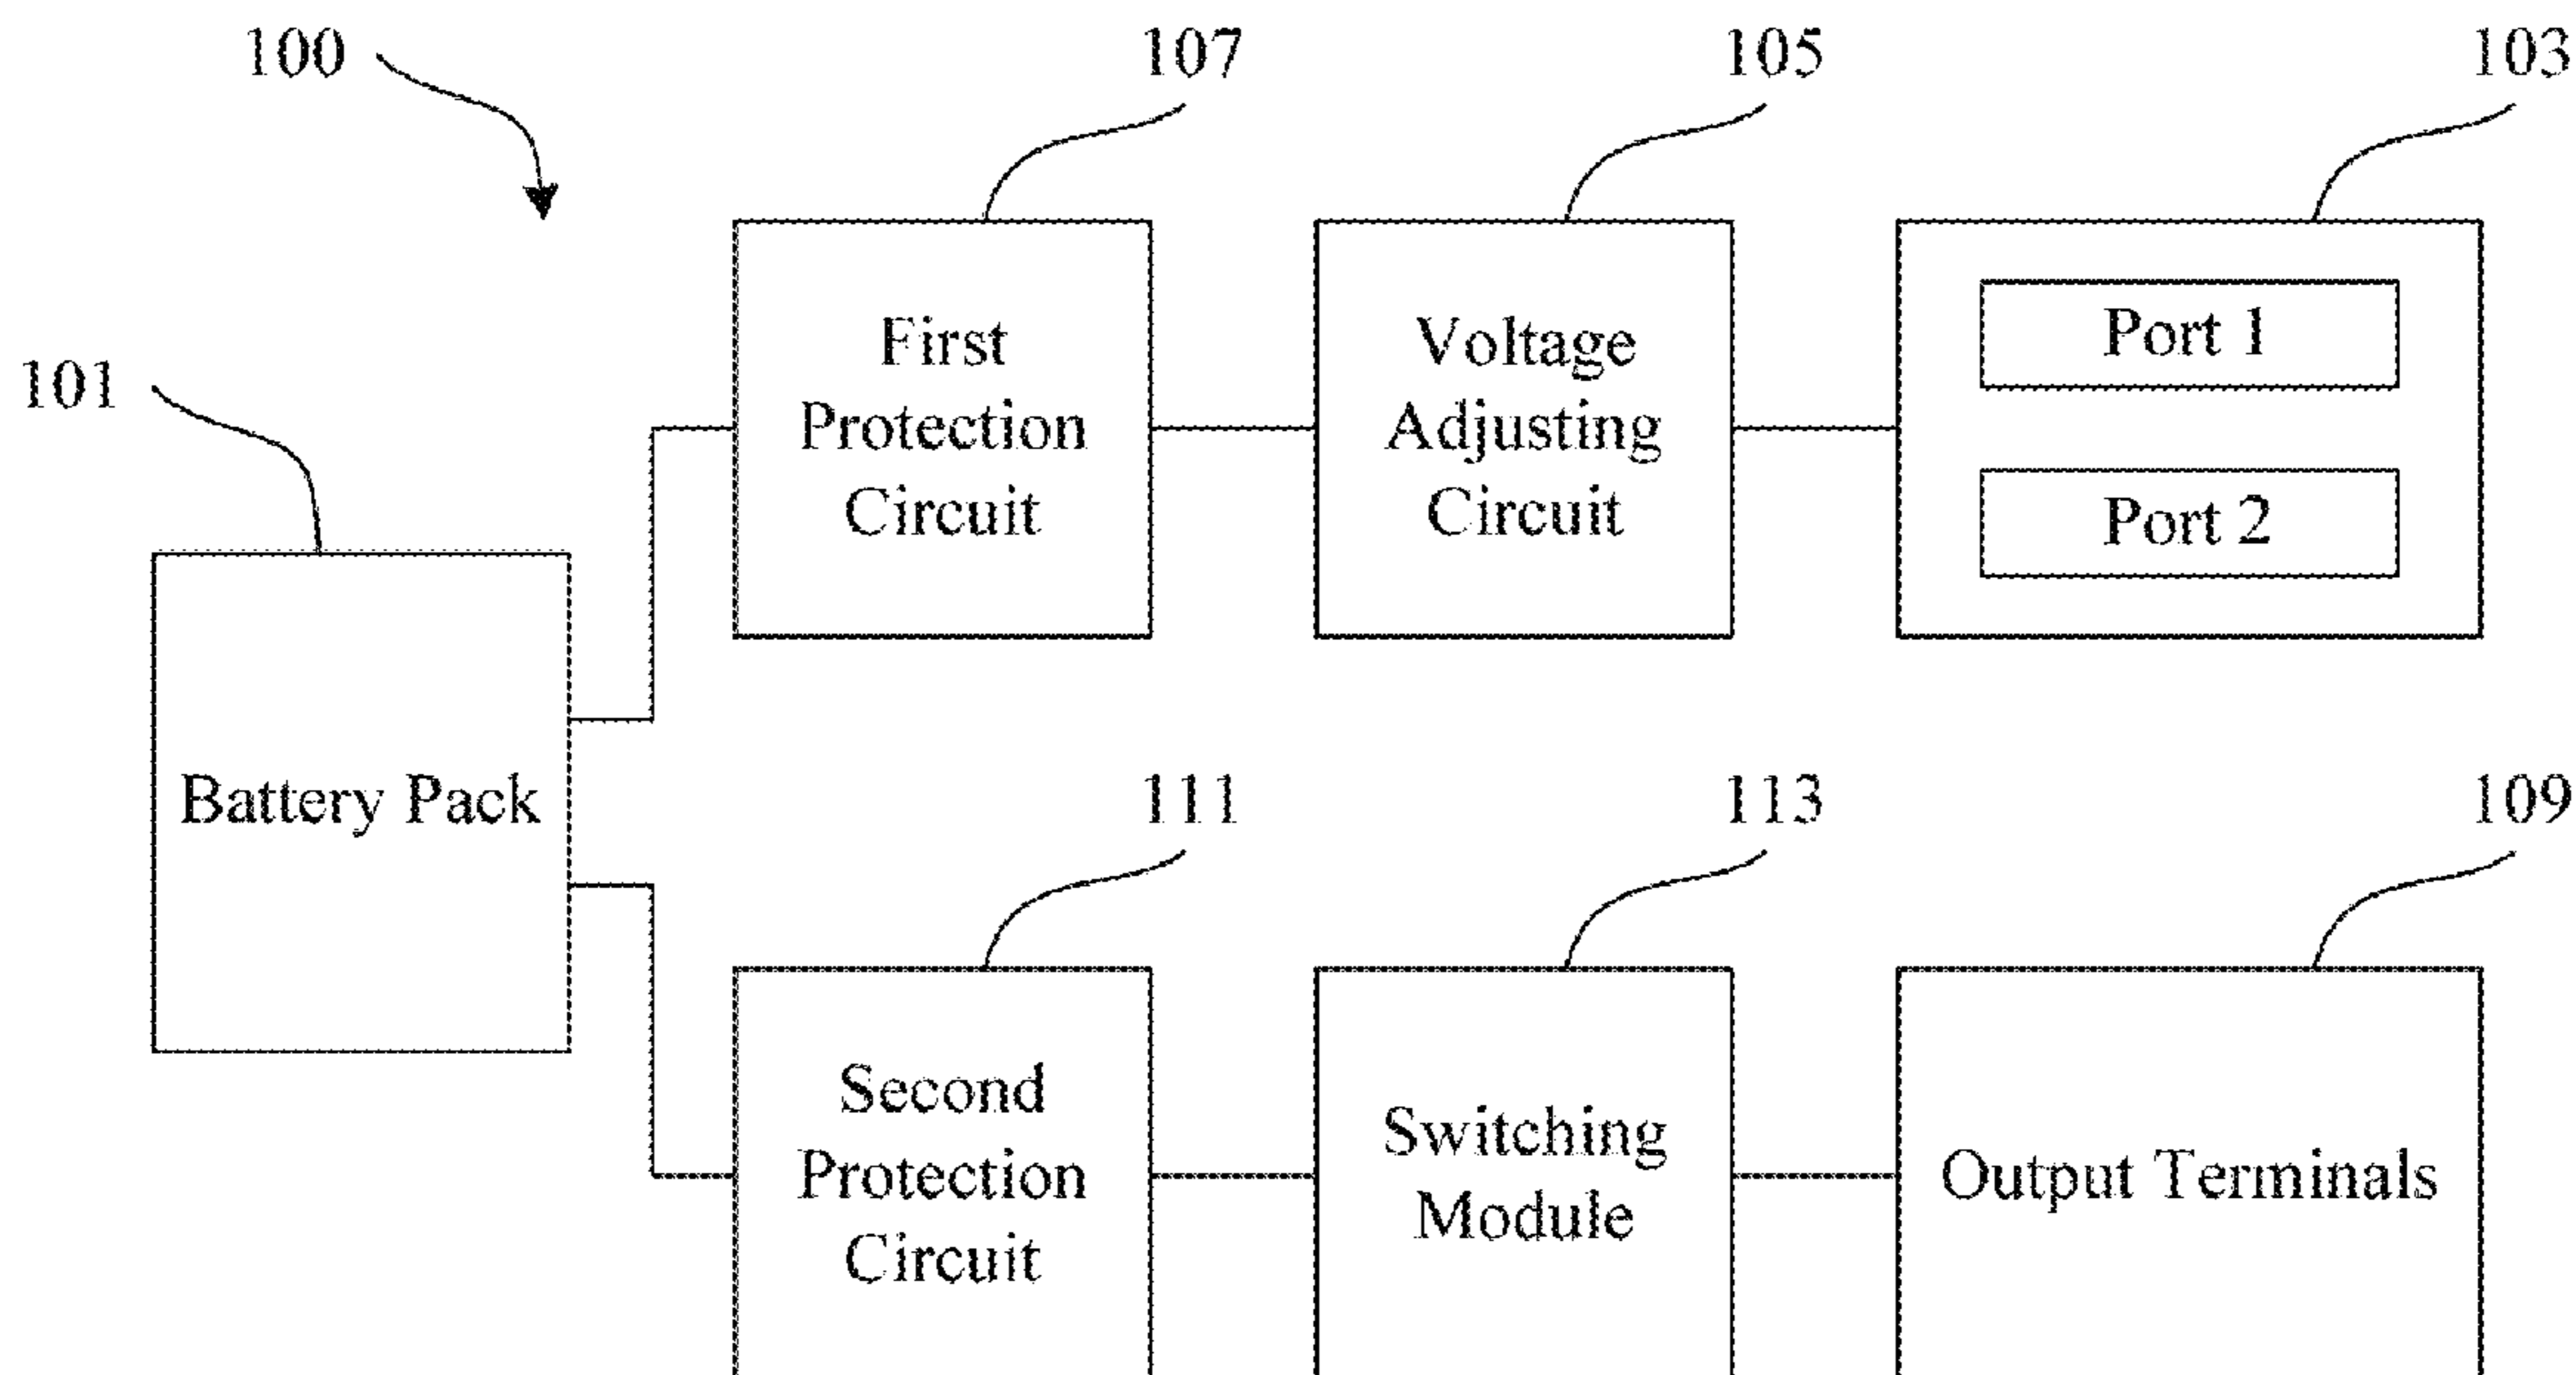 100
107
105
103
First
Protection
Circuit
Voltage
Adjusting
Circuit
Port 1
Port 2
101
Battery Pack
111
113
109
Second
Protection
Circuit
Switching
Module
Output Terminals